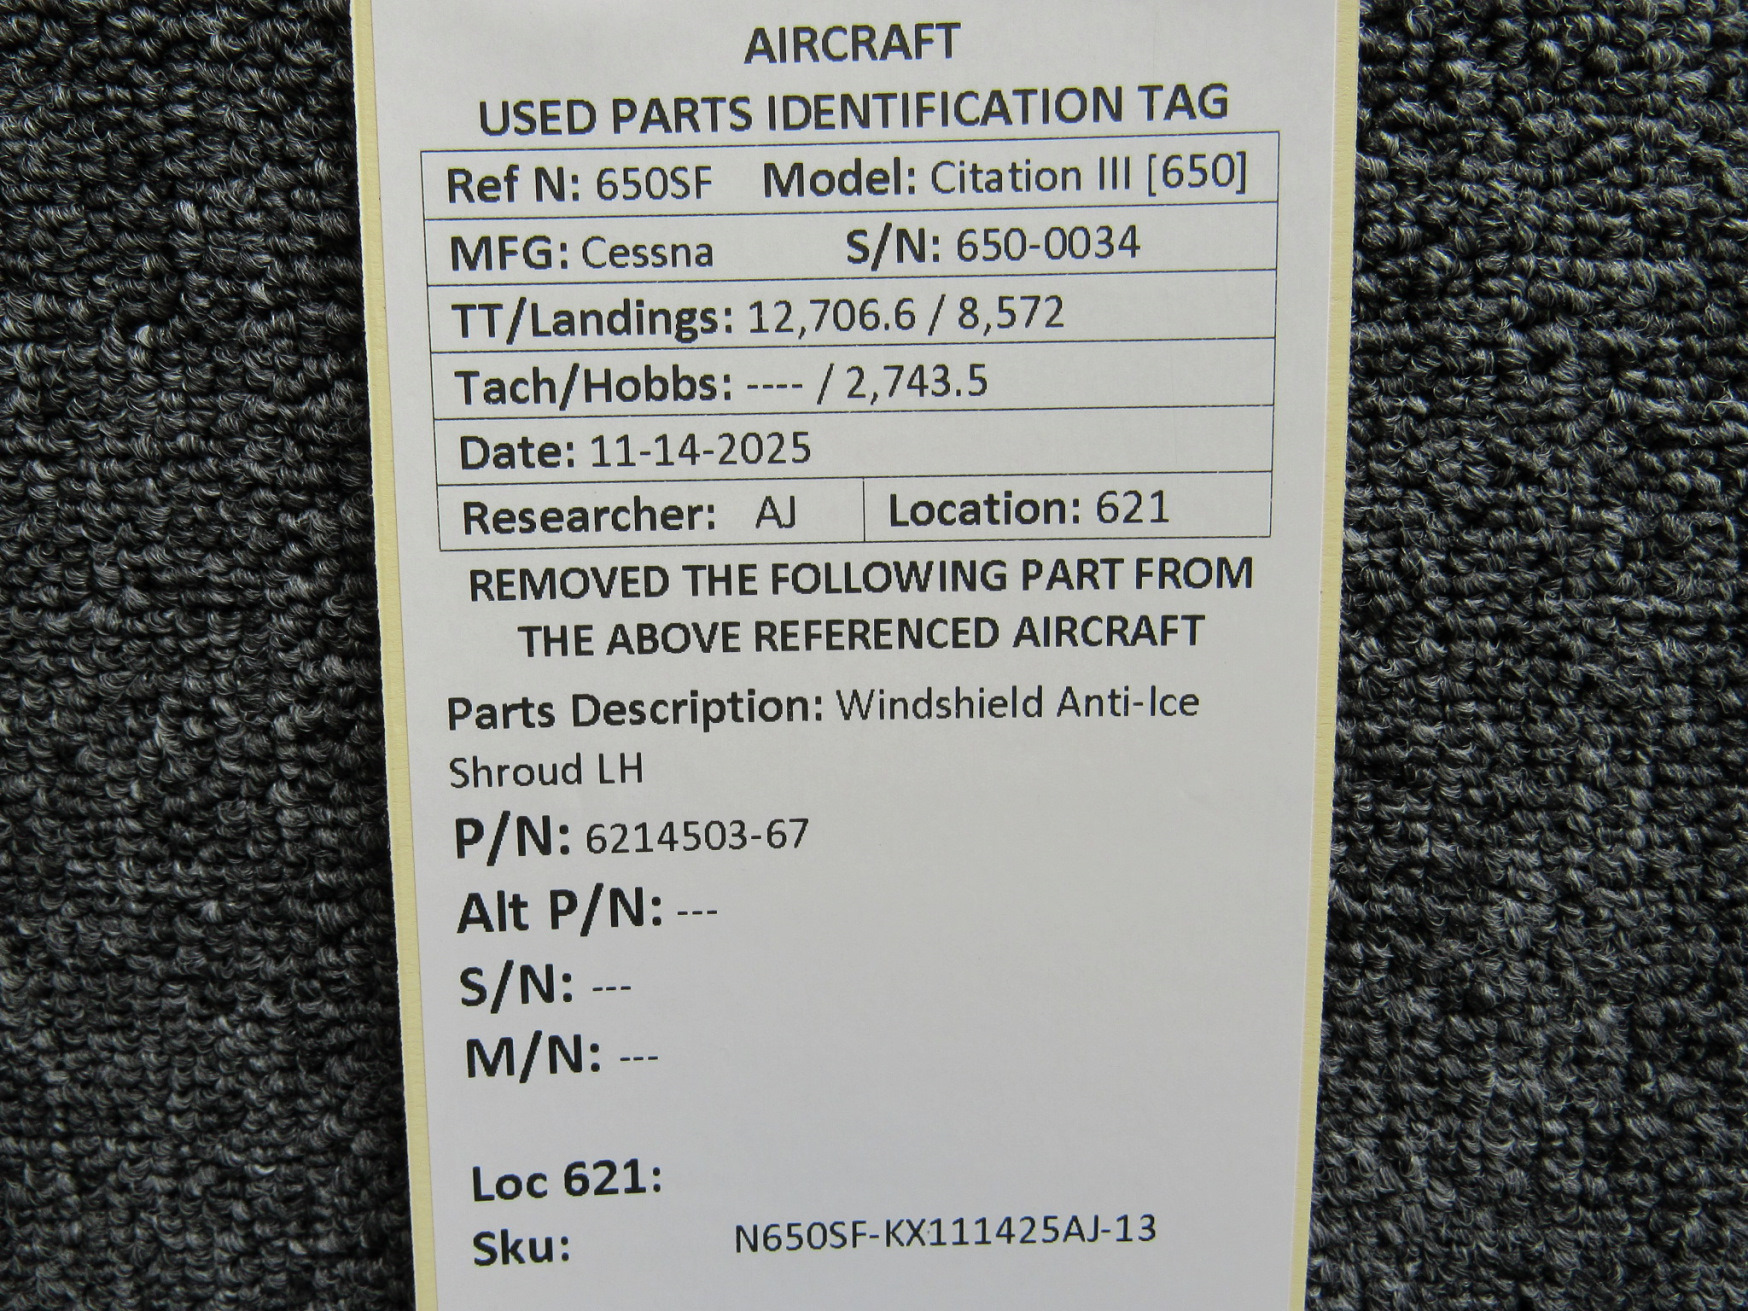 AIRCRAFT
USED PARTS IDENTIFICATION TAG
Ref N: 650SF Model: Citation III [650]
MFG: Cessna S/N: 650-0034
TT/Landings: 12,706.6 / 8,572
Tach/Hobbs: ---- / 2,743.5
Date: 11-14-2025
Researcher: AJ Location: 621
REMOVED THE FOLLOWING PART FROM
THE ABOVE REFERENCED AIRCRAFT
Parts Description: Windshield Anti-Ice
Shroud LH
P/N: 6214503-67
Alt P/N: ---
S/N: ---
M/N: ---
Loc 621:
Sku: N650SF-KX111425AJ-13